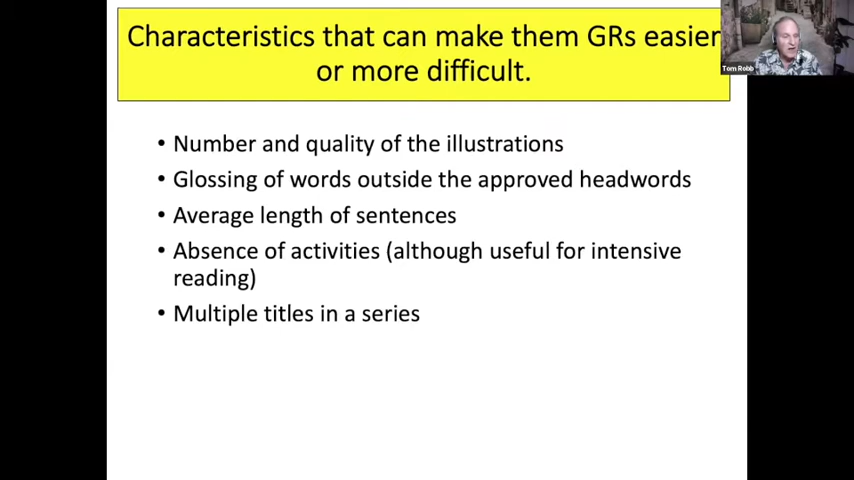 Characteristics that can make them GRs easier
or more difficult.
Tom Robb
• Number and quality of the illustrations
• Glossing of words outside the approved headwords
• Average length of sentences
• Absence of activities (although useful for intensive
reading)
• Multiple titles in a series